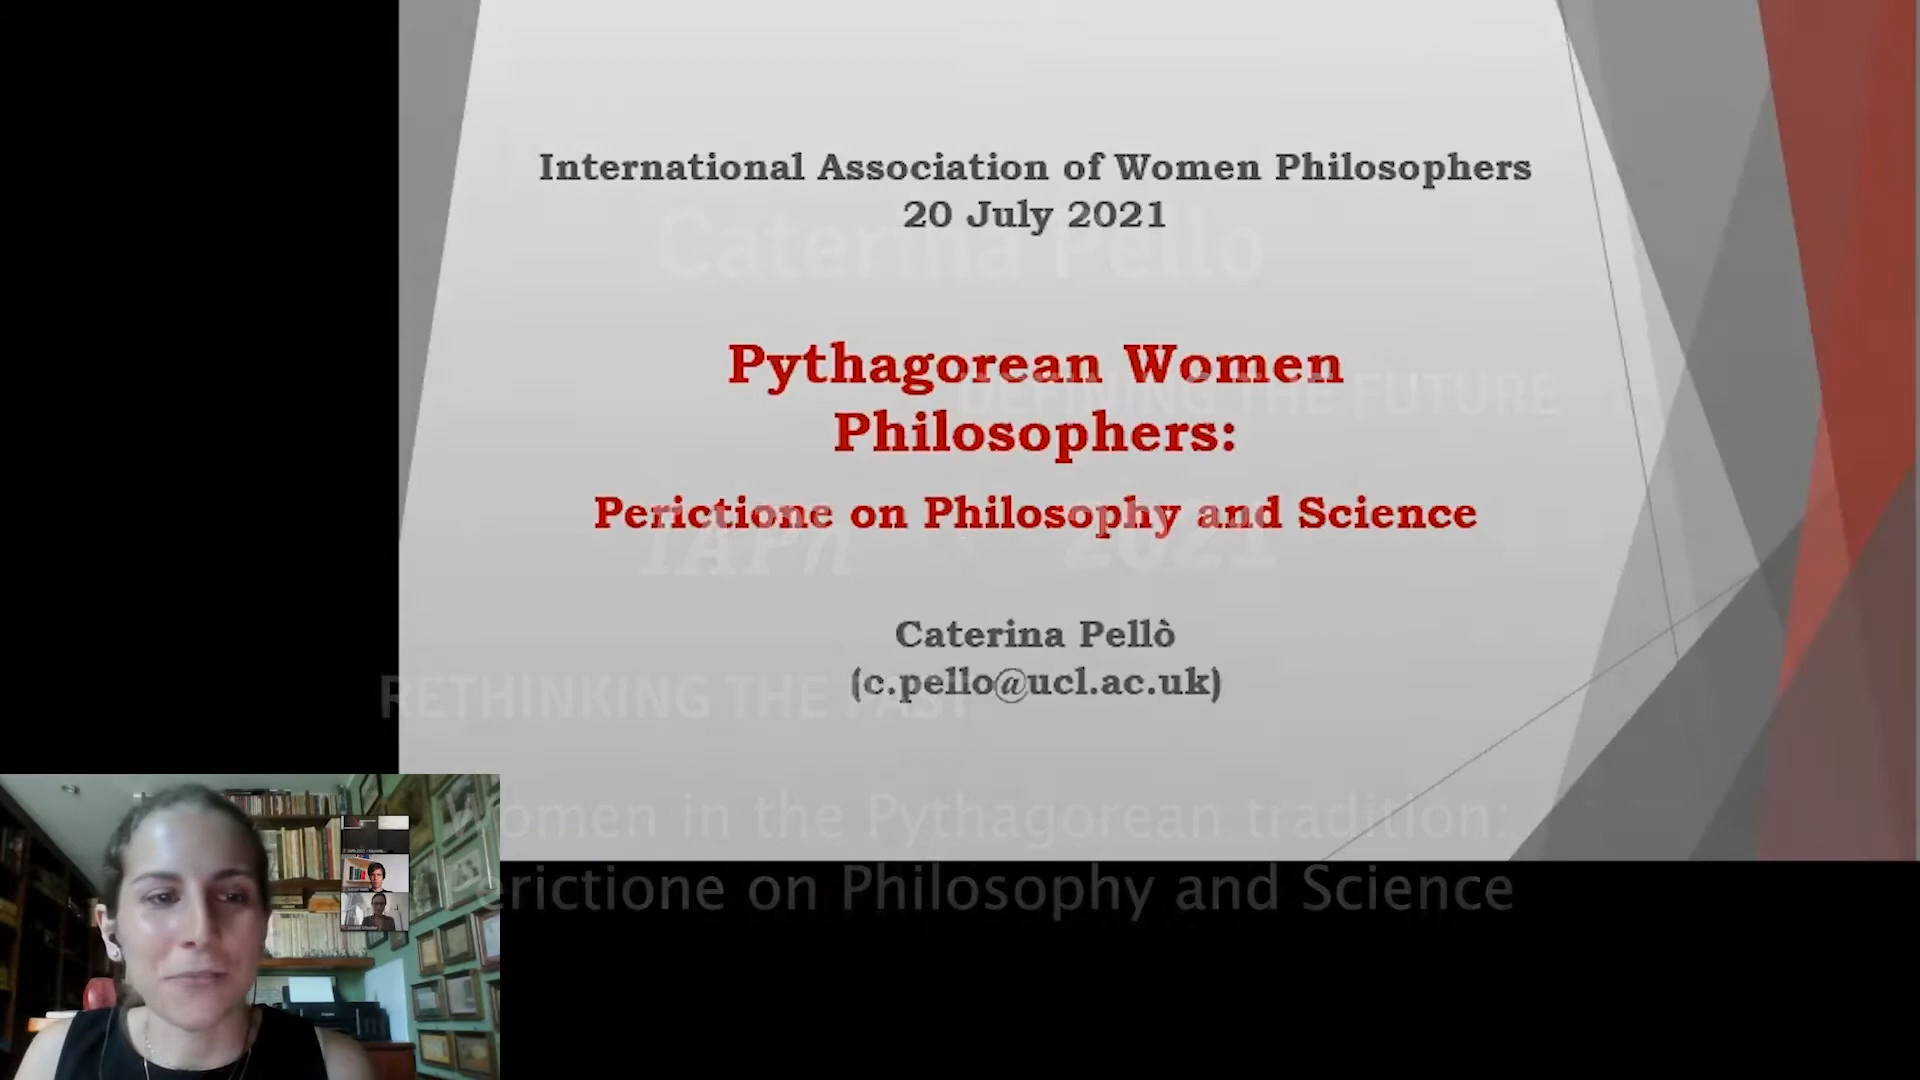 International Association of Women Philosophers
20 July 2021
Caterina Pellò
Pythagorean Women
DEFINING THE FUTURE
Philosophers:
Perictione on Philosophy and Science
IAPh 2021
Caterina Pellò
(c.pello@ucl.ac.uk)
RETHINKING THE PAST
Women in the Pythagorean tradition:
Perictione on Philosophy and Science